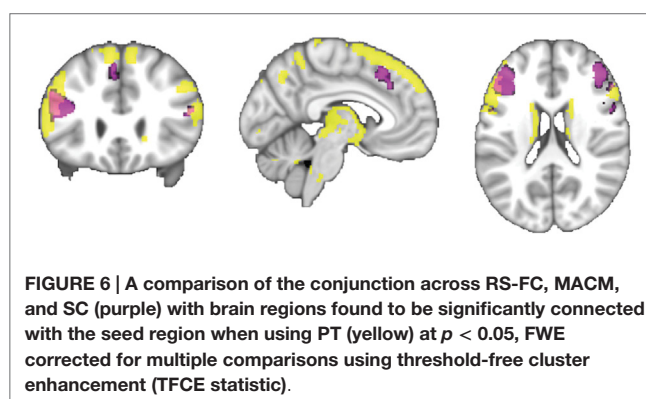 FIGURE 6 | A comparison of the conjunction across RS-FC, MACM,
and SC (purple) with brain regions found to be significantly connected
with the seed region when using PT (yellow) at p < 0.05, FWE
corrected for multiple comparisons using threshold-free cluster
enhancement (TFCE statistic).